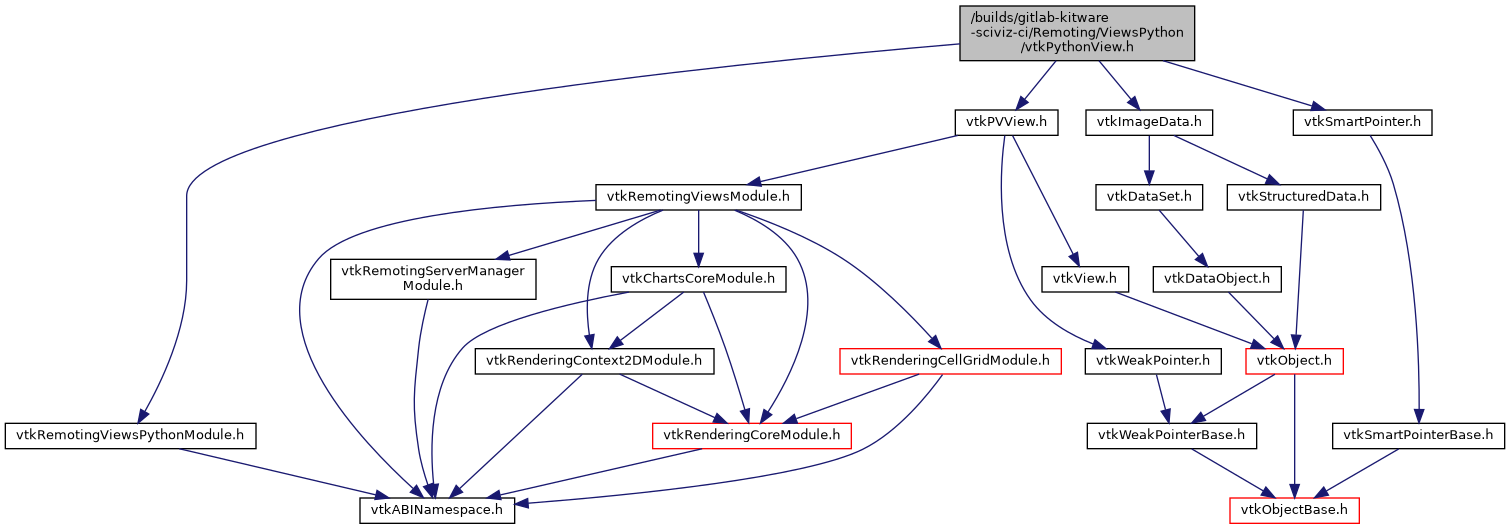 /builds/gitlab-kitware
-sciviz-ci/Remoting/ViewsPython
/vtkPythonView.h
vtkPVView.h
vtkImageData.h
vtkSmartPointer.h
vtkRemotingViewsModule.h
vtkDataSet.h
vtkStructuredData.h
vtkRemotingServerManager
Module.h
vtkChartsCoreModule.h
vtkView.h
vtkDataObject.h
vtkRenderingContext2DModule.h
vtkRenderingCellGridModule.h
vtkWeakPointer.h
vtkObject.h
vtkRemotingViewsPythonModule.h
vtkRenderingCoreModule.h
vtkWeakPointerBase.h
vtkSmartPointerBase.h
vtkABINamespace.h
vtkObjectBase.h